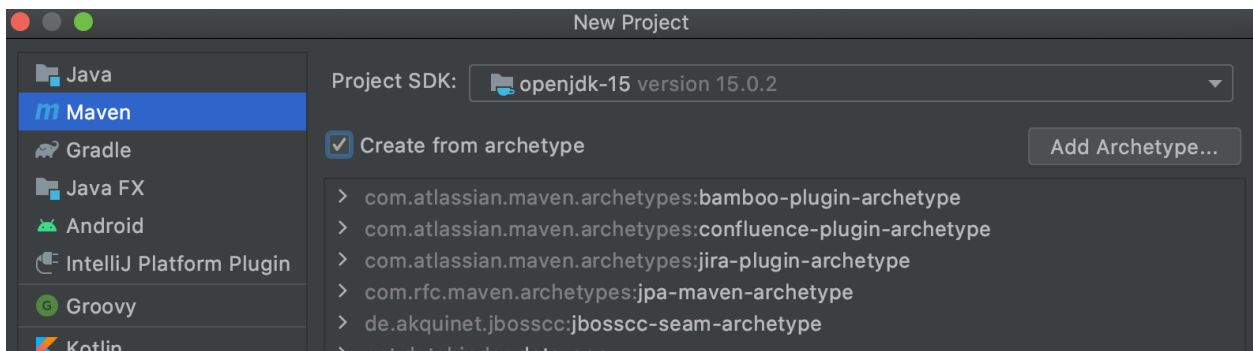 New Project
Java
Maven
Gradle
Java FX
Android
IntelliJ Platform Plugin
Groovy
Kotlin
Project SDK: openjdk-15 version 15.0.2
Create from archetype
Add Archetype...
com.atlassian.maven.archetypes:bamboo-plugin-archetype
com.atlassian.maven.archetypes:confluence-plugin-archetype
com.atlassian.maven.archetypes:jira-plugin-archetype
com.rfc.maven.archetypes:jpa-maven-archetype
de.akquinet.jbosscc:jbosscc-seam-archetype